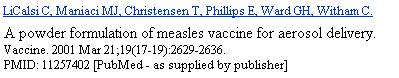 LiCalsi C, Maniaci MJ, Christensen T, Phillips E, Ward GH, Witham C.
A powder formulation of measles vaccine for aerosol delivery.
Vaccine. 2001 Mar 21;19(17-19):2629-2636.
PMID: 11257402 [PubMed - as supplied by publisher]